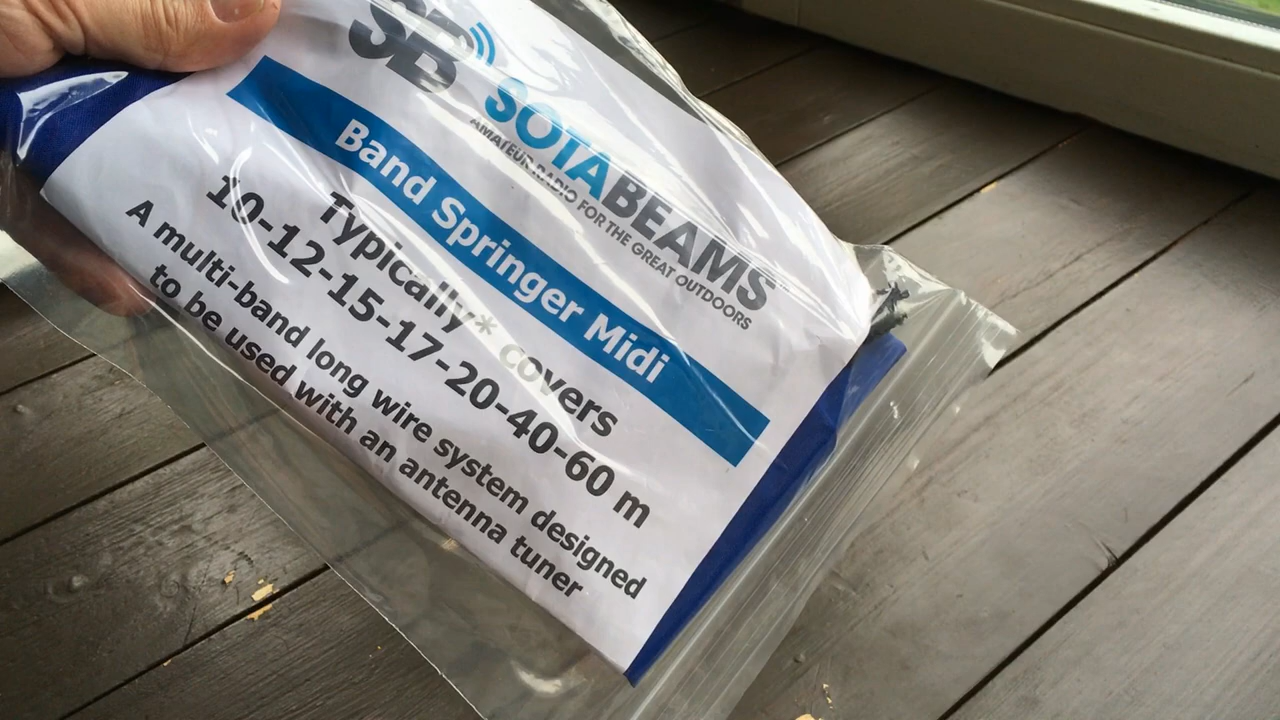 SB
SOTABEAMS
AMATEUR RADIO FOR THE GREAT OUTDOORS
Band Springer Midi
Typically* covers
10-12-15-17-20-40-60 m
A multi-band long wire system designed
to be used with an antenna tuner